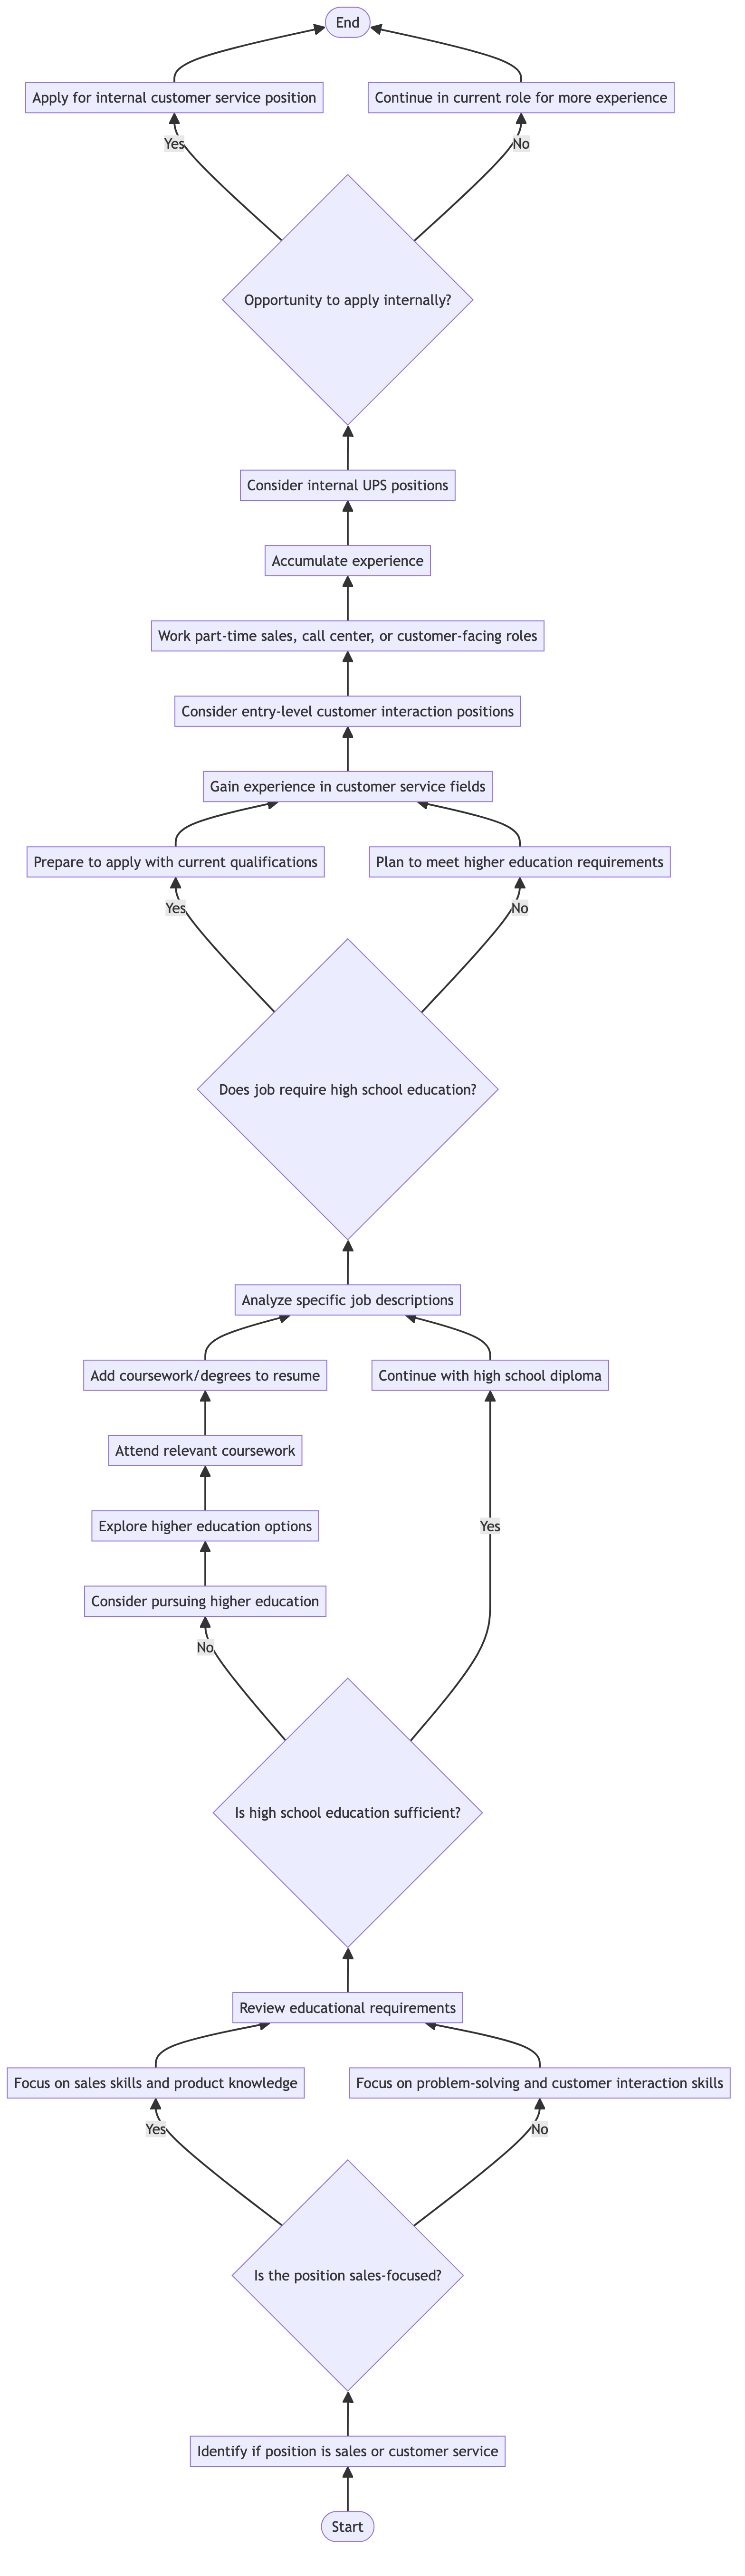 End
Apply for internal customer service position
Continue in current role for more experience
Yes
No
Opportunity to apply internally?
Consider internal UPS positions
Accumulate experience
Work part-time sales, call center, or customer-facing roles
Consider entry-level customer interaction positions
Gain experience in customer service fields
Prepare to apply with current qualifications
Plan to meet higher education requirements
Yes
No
Does job require high school education?
Analyze specific job descriptions
Add coursework/degrees to resume
Continue with high school diploma
Attend relevant coursework
Explore higher education options
Yes
Consider pursuing higher education
No
Is high school education sufficient?
Review educational requirements
Focus on sales skills and product knowledge
Focus on problem-solving and customer interaction skills
Yes
No
Is the position sales-focused?
Identify if position is sales or customer service
Start